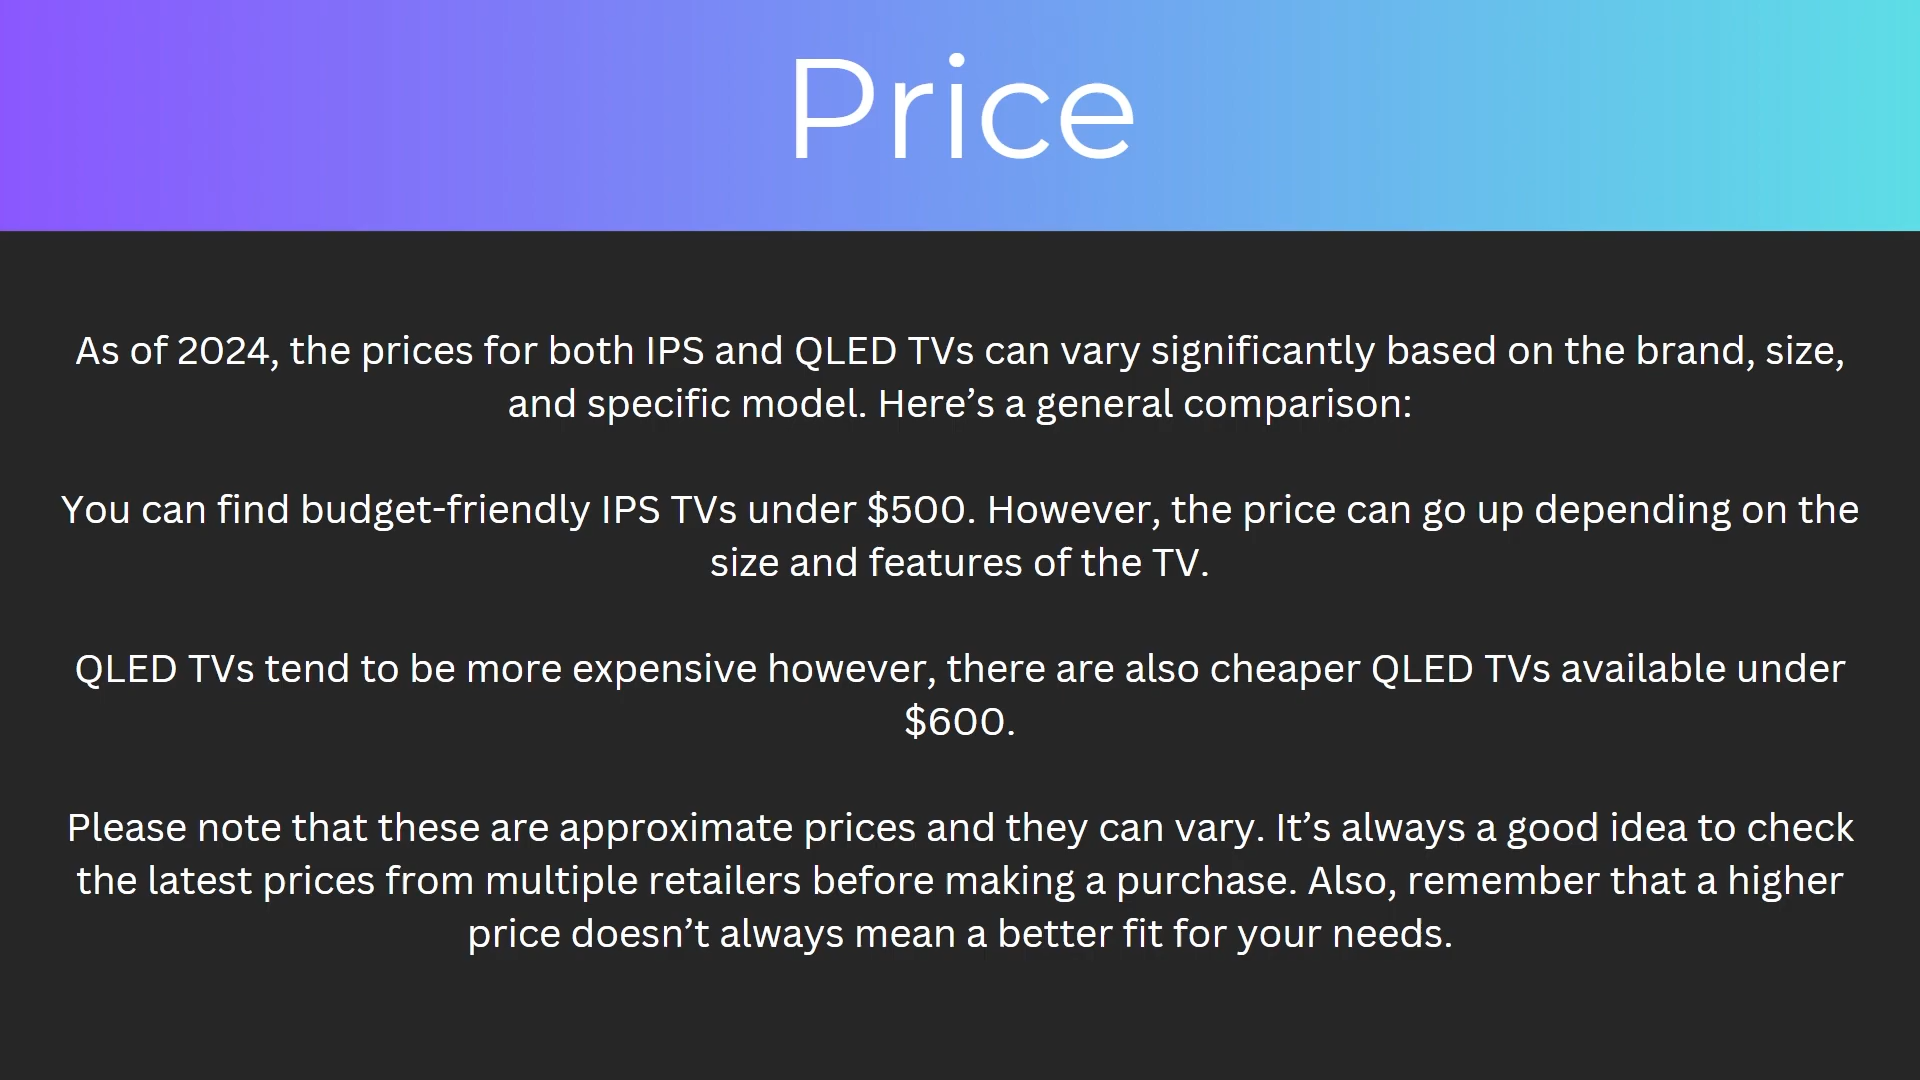 Price
As of 2024, the prices for both IPS and QLED TVs can vary significantly based on the brand, size,
and specific model. Here’s a general comparison:
You can find budget-friendly IPS TVs under $500. However, the price can go up depending on the
size and features of the TV.
QLED TVs tend to be more expensive however, there are also cheaper QLED TVs available under
$600.
Please note that these are approximate prices and they can vary. It’s always a good idea to check
the latest prices from multiple retailers before making a purchase. Also, remember that a higher
price doesn’t always mean a better fit for your needs.